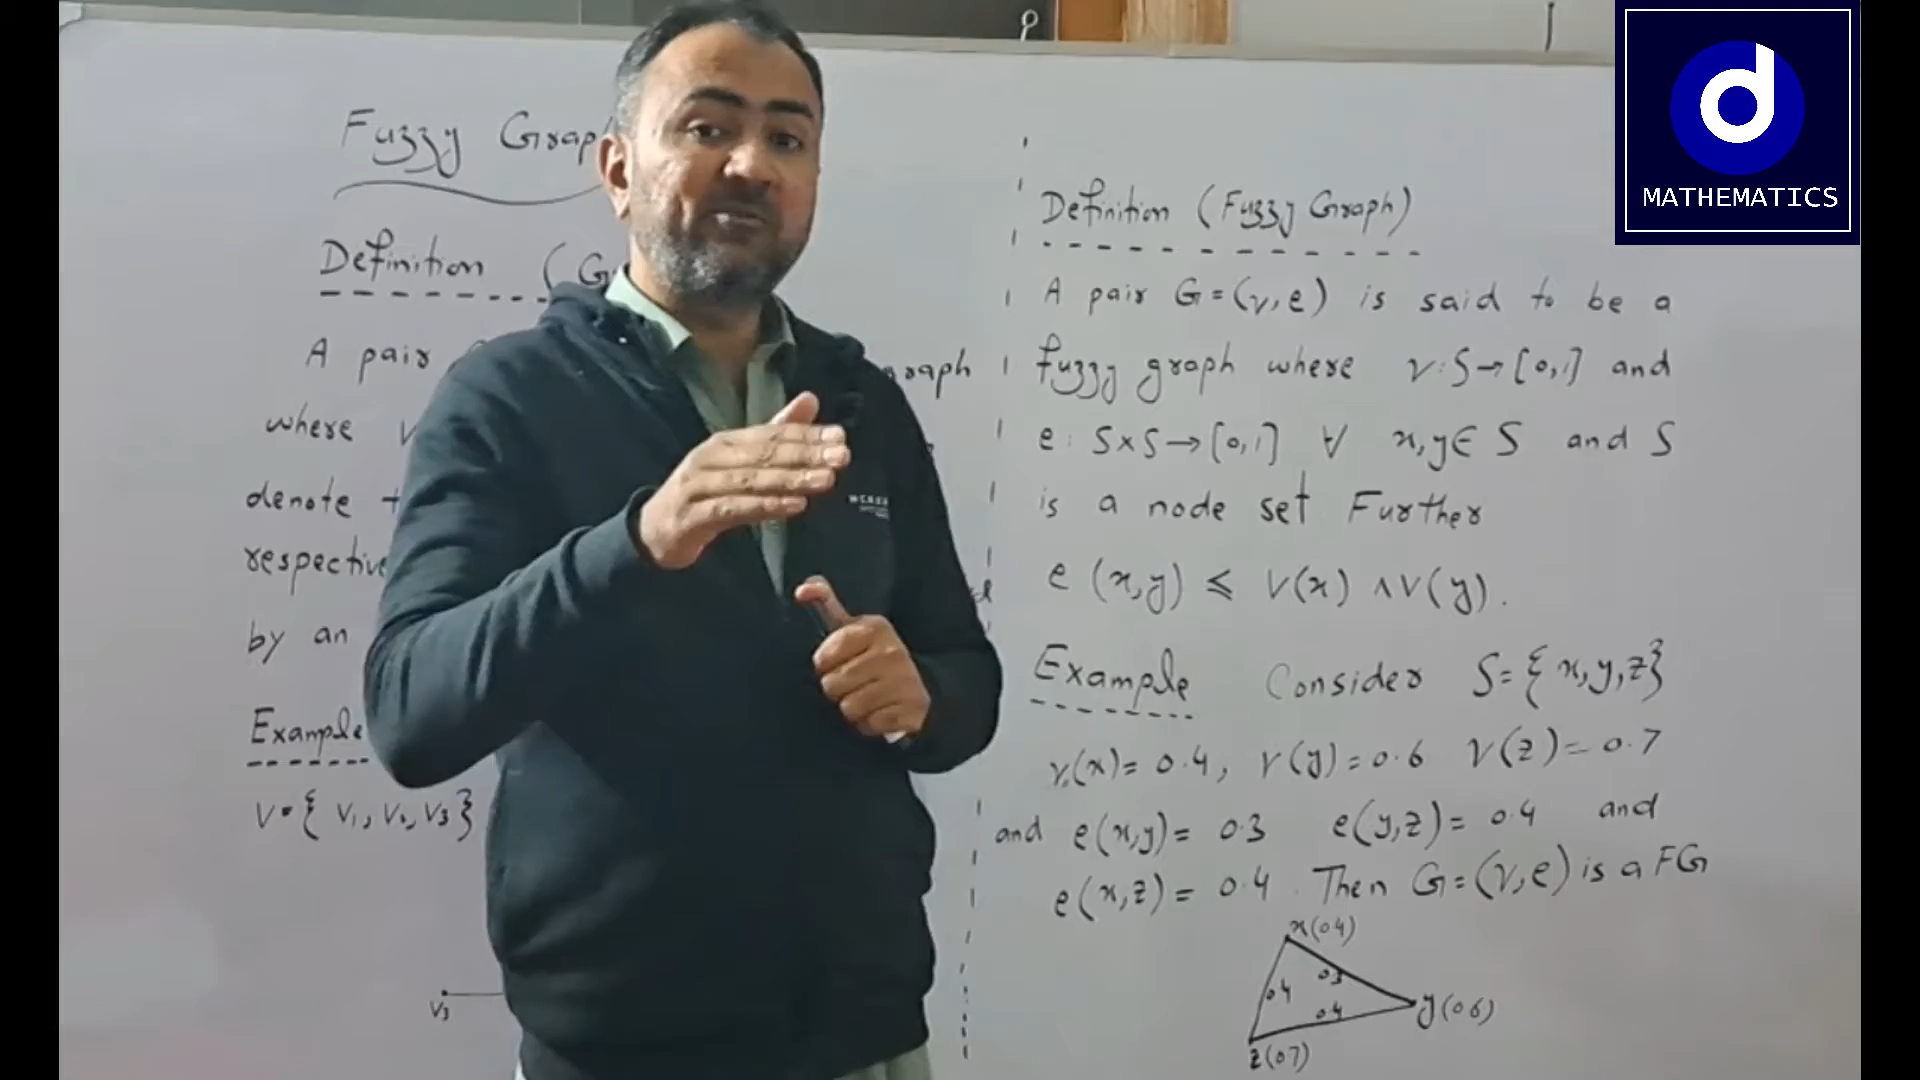 Fuzzy Graph
Definition (G
A pair
graph
where V
denote
respective
by an
Example
V = { V₁, V₂, V₃ }
V₃
Definition (Fuzzy Graph)
A pair G = (ν, e) is said to be a
fuzzy graph where ν : S → [0,1] and
e : S×S → [0,1] ∀ x,y ∈ S and S
is a node set Further
e (x,y) ⩽ V(x) ∧ V(y).
Example Consider S = { x, y, z }
ν(x) = 0.4, ν(y) = 0.6 ν(z) = 0.7
and e(x,y) = 0.3 e(y,z) = 0.4 and
e(x,z) = 0.4. Then G = (ν, e) is a FG
x(0.4)
0.3
0.4
0.4
y(0.6)
z(0.7)
d
MATHEMATICS